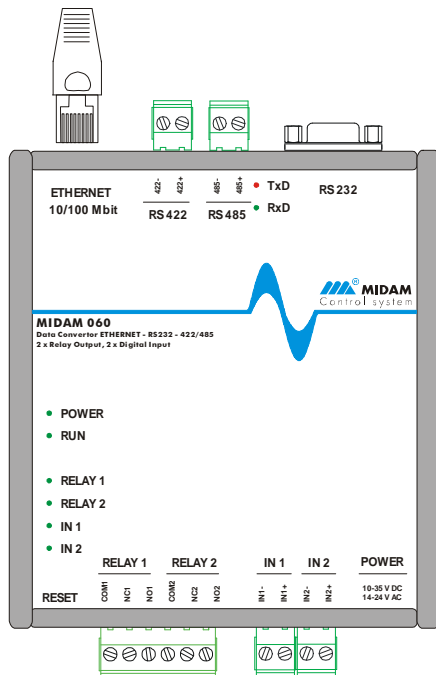 ETHERNET
10/100 Mbit
422-
422+
RS 422
485-
485+
RS 485
TxD
RxD
RS 232
MIDAM®
Control system
MIDAM 060
Data Convertor ETHERNET - RS232 - 422/485
2 x Relay Output, 2 x Digital Input
POWER
RUN
RELAY 1
RELAY 2
IN 1
IN 2
RELAY 1
RELAY 2
IN 1
IN 2
POWER
RESET
COM1
NC1
NO1
COM2
NC2
NO2
IN1-
IN1+
IN2-
IN2+
10-35 V DC
14-24 V AC